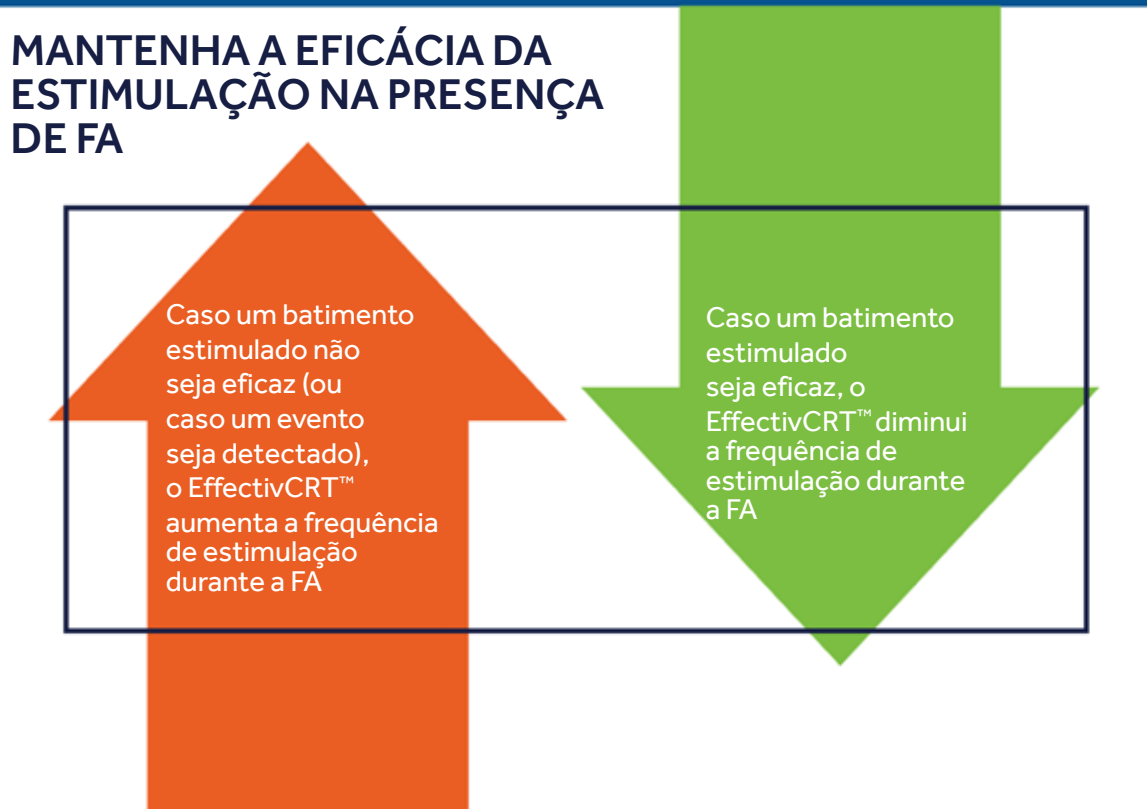 MANTENHA A EFICÁCIA DA
ESTIMULAÇÃO NA PRESENÇA
DE FA
Caso um batimento
estimulado não
seja eficaz (ou
caso um evento
seja detectado),
o EffectivCRT™
aumenta a frequência
de estimulação
durante a FA
Caso um batimento
estimulado
seja eficaz, o
EffectivCRT™ diminui
a frequência de
estimulação durante
a FA